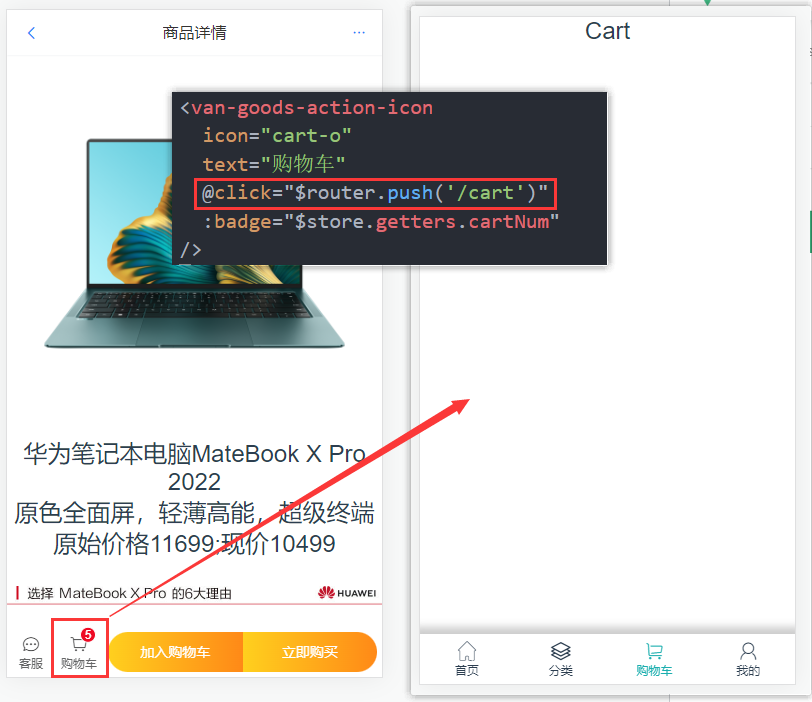 商品详情
Cart
<van-goods-action-icon
icon="cart-o"
text="购物车"
@click="$router.push('/cart')"
:badge="$store.getters.cartNum"
/>
华为笔记本电脑MateBook X Pro
2022
原色全面屏，轻薄高能，超级终端
原始价格11699;现价10499
选择 MateBook X Pro 的6大理由
HUAWEI
5
客服
购物车
加入购物车
立即购买
首页
分类
购物车
我的